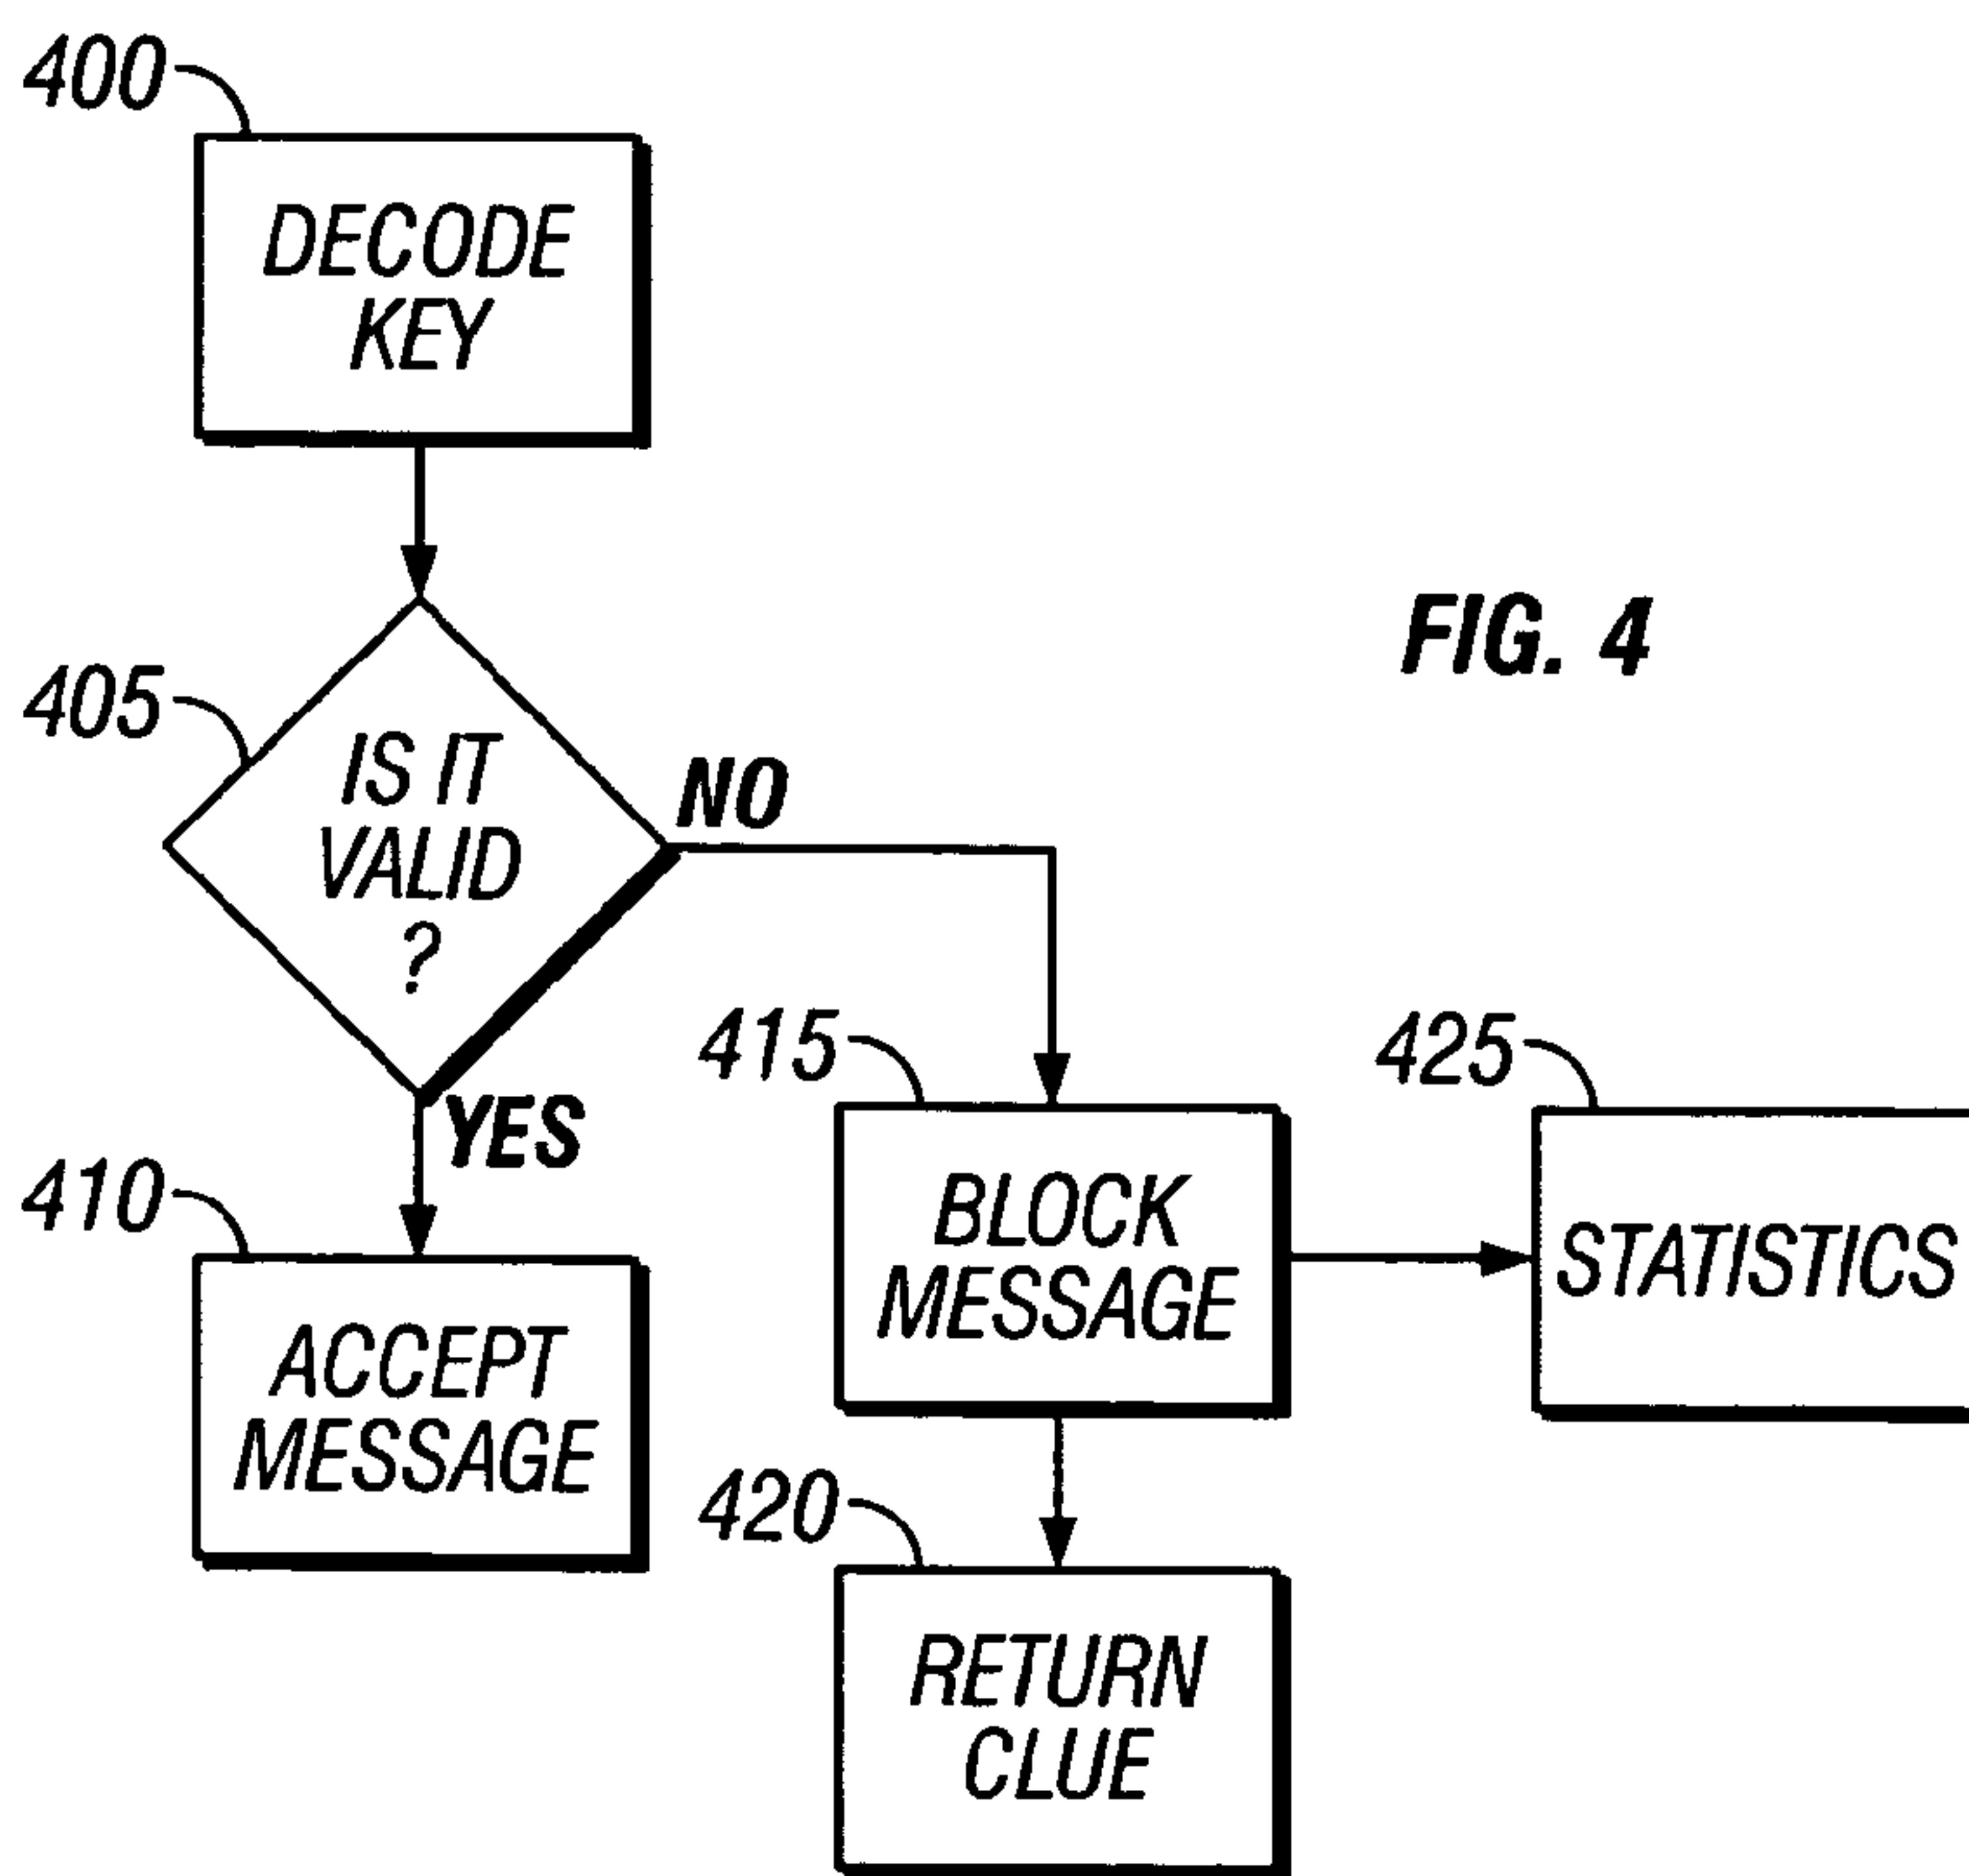 400
DECODE
KEY
405
IS IT
VALID
?
NO
YES
FIG. 4
410
ACCEPT
MESSAGE
415
BLOCK
MESSAGE
425
STATISTICS
420
RETURN
CLUE